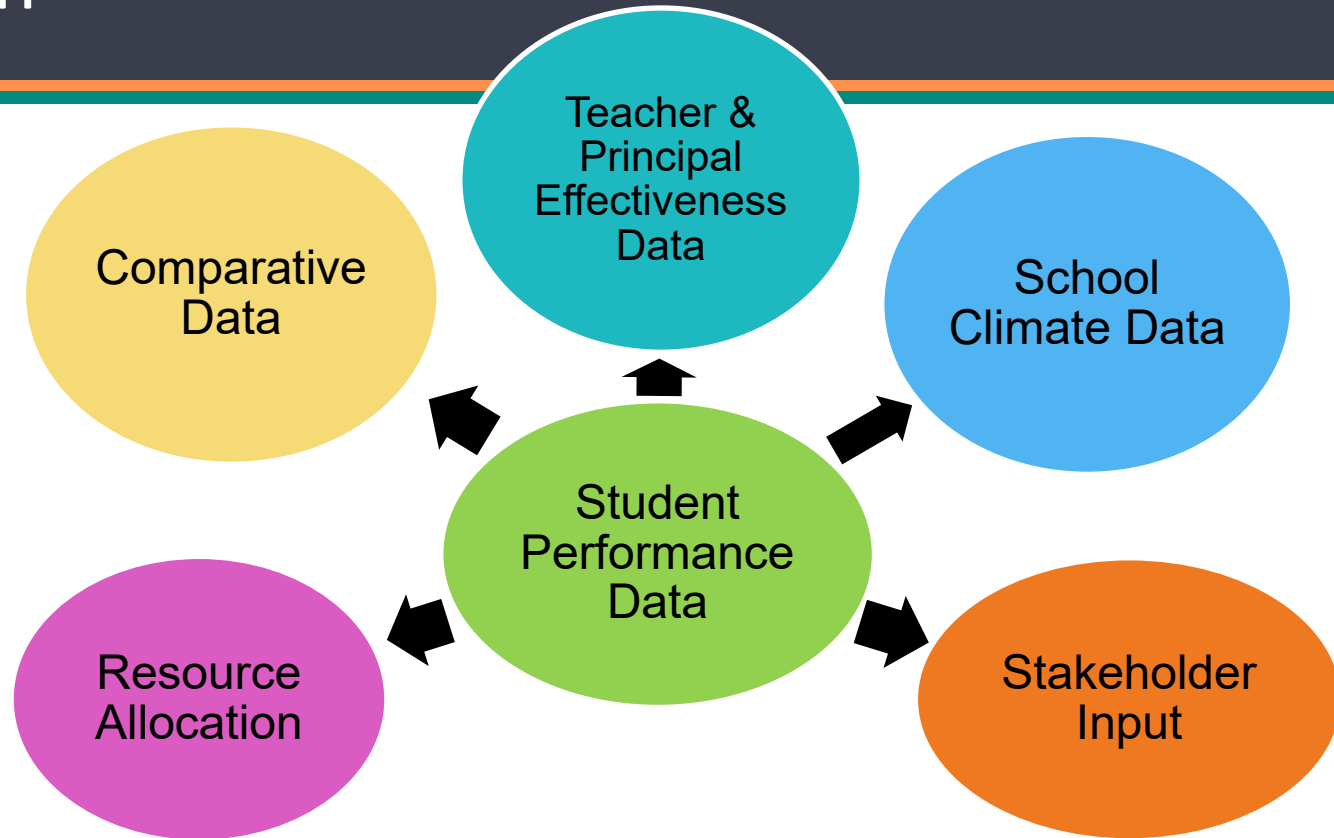 Teacher &
Principal
Effectiveness
Data
Comparative
Data
School
Climate Data
Student
Performance
Data
Resource
Allocation
Stakeholder
Input